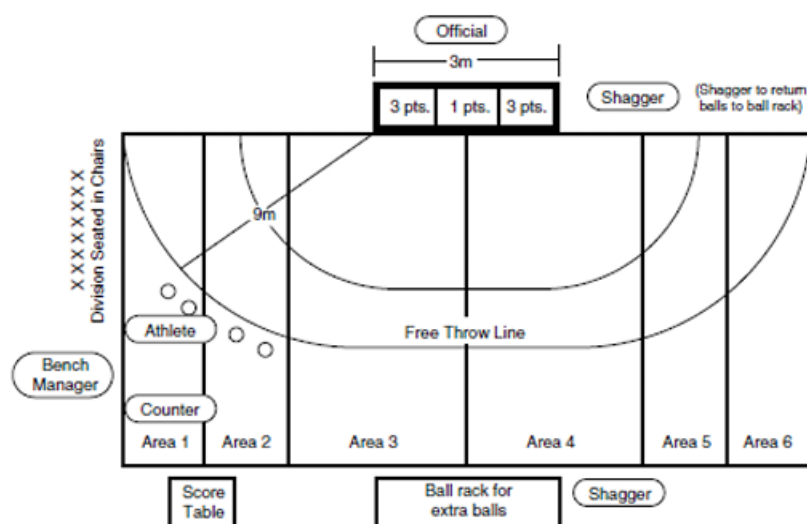 Official
3m
3 pts. 1 pts. 3 pts.
Shagger
(Shagger to return
balls to ball rack)
X X X X X X X X X
Division Seated in Chairs
9m
Free Throw Line
Athlete
Bench
Manager
Counter
Area 1 Area 2 Area 3 Area 4 Area 5 Area 6
Score
Table
Ball rack for
extra balls
Shagger